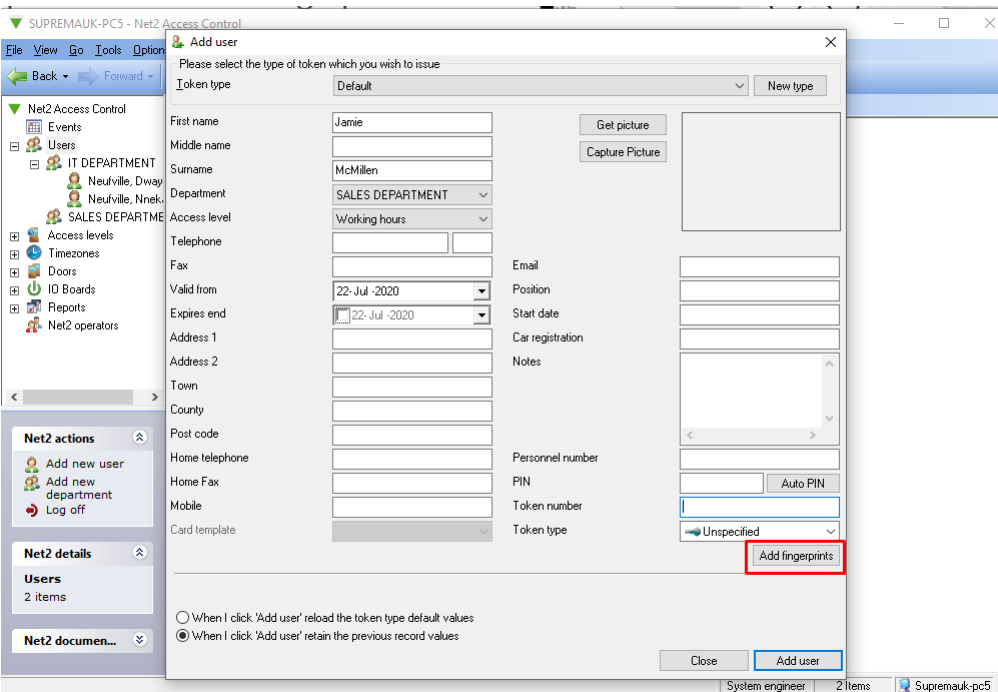 SUPREMAUK-PC5 - Net2 Access Control
File View Go Tools Option
Back Forward
Net2 Access Control
Events
Users
IT DEPARTMENT
Neufville, Dway
Neufville, Nnek
SALES DEPARTME
Access levels
Timezones
Doors
IO Boards
Reports
Net2 operators
Net2 actions
Add new user
Add new
department
Log off
Net2 details
Users
2 items
Net2 documen...
Add user
Please select the type of token which you wish to issue
Token type Default New type
First name Jamie Get picture
Middle name Capture Picture
Surname McMillen
Department SALES DEPARTMENT
Access level Working hours
Telephone
Fax Email
Valid from 22- Jul -2020 Position
Expires end 22- Jul -2020 Start date
Address 1 Car registration
Address 2 Notes
Town
County
Post code
Home telephone Personnel number
Home Fax PIN Auto PIN
Mobile Token number
Card template Token type Unspecified
Add fingerprints
When I click 'Add user' reload the token type default values
When I click 'Add user' retain the previous record values
Close Add user
System engineer 2 Items Supremauk-pc5